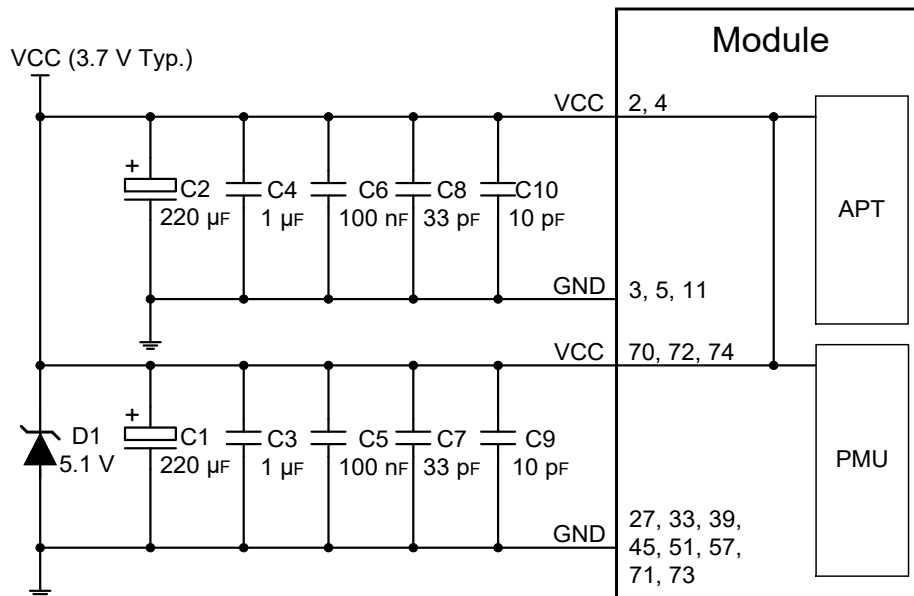 Module
VCC (3.7 V Typ.)
VCC
2, 4
+
C2
220 µF
C4
1 µF
C6
100 nF
C8
33 pF
C10
10 pF
APT
GND
3, 5, 11
VCC
70, 72, 74
D1
5.1 V
+
C1
220 µF
C3
1 µF
C5
100 nF
C7
33 pF
C9
10 pF
PMU
GND
27, 33, 39,
45, 51, 57,
71, 73